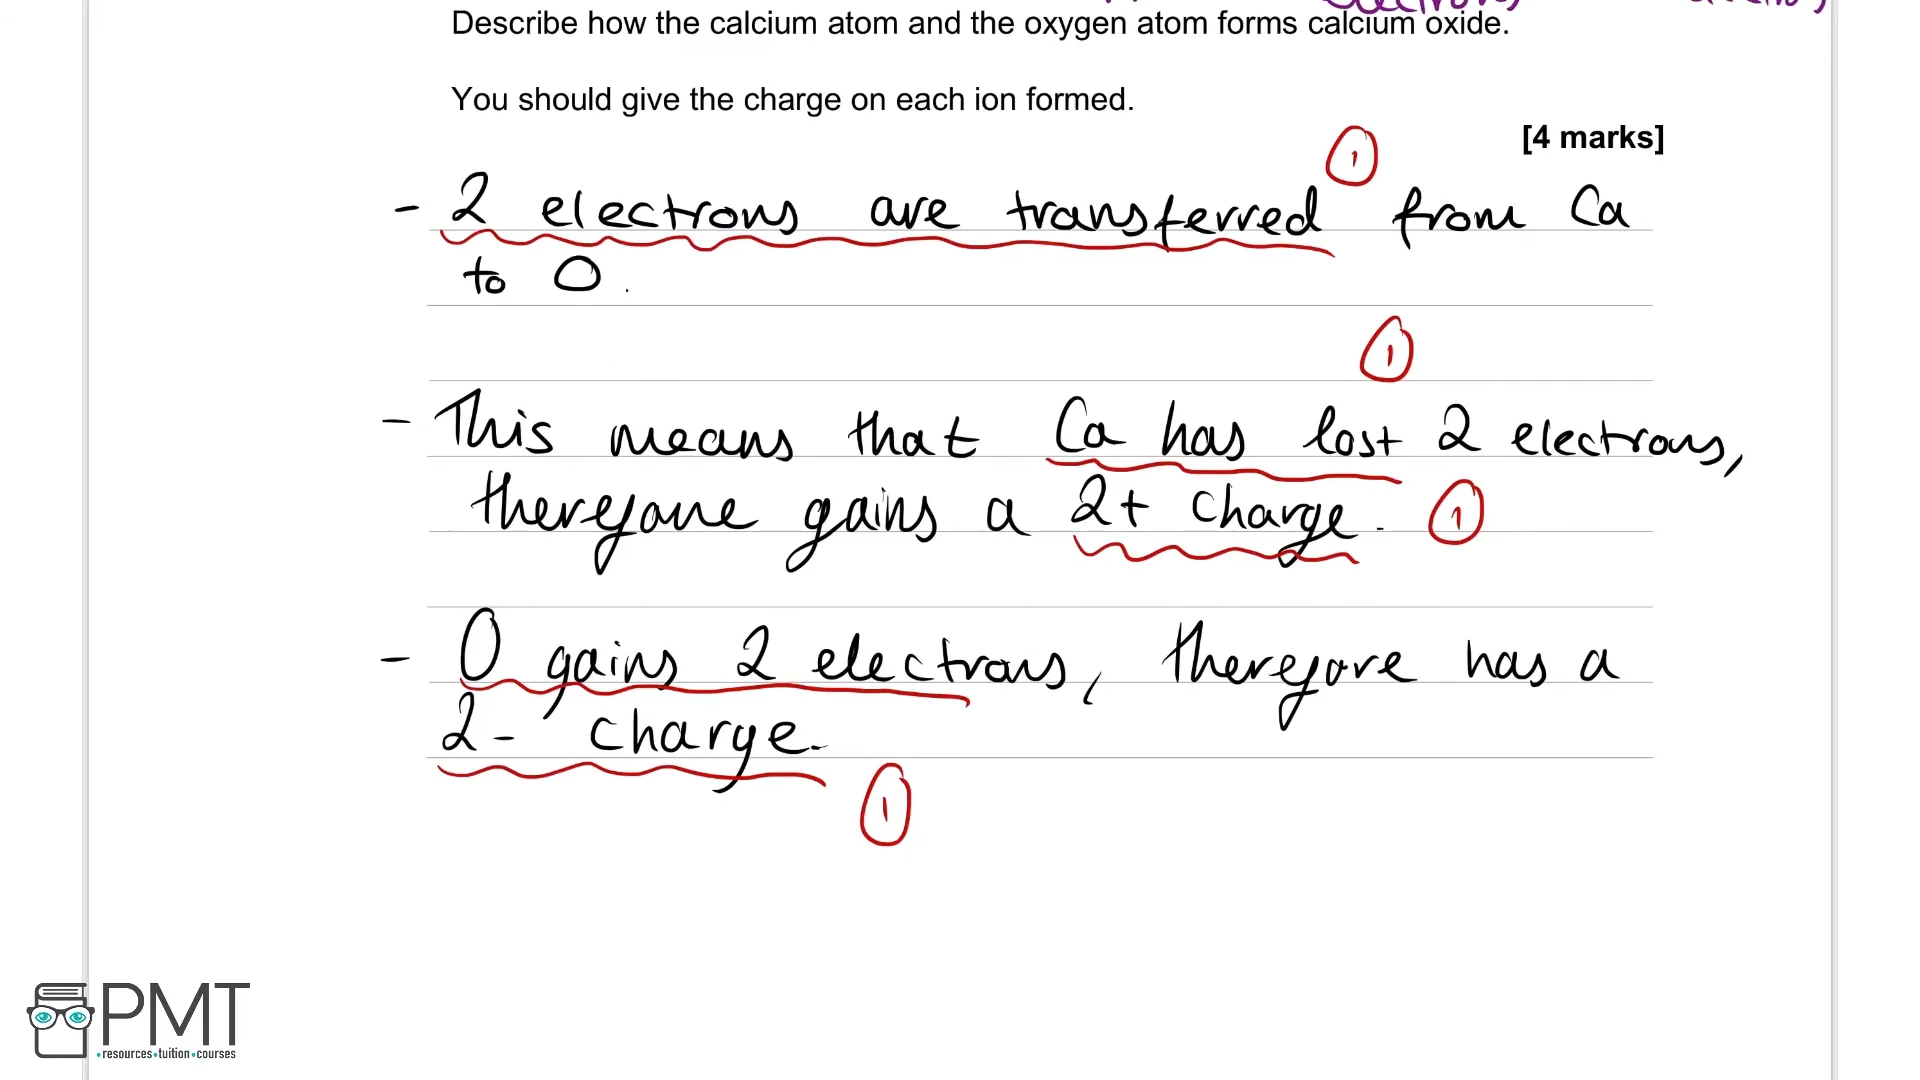 Describe how the calcium atom and the oxygen atom forms calcium oxide.
You should give the charge on each ion formed.
[4 marks]
1
- 2 electrons are transferred from Ca
to O.
1
- This means that Ca has lost 2 electrons,
therefore gains a 2+ charge. 1
- O gains 2 electrons, therefore has a
2- charge.
1
PMT
•resources•tuition•courses